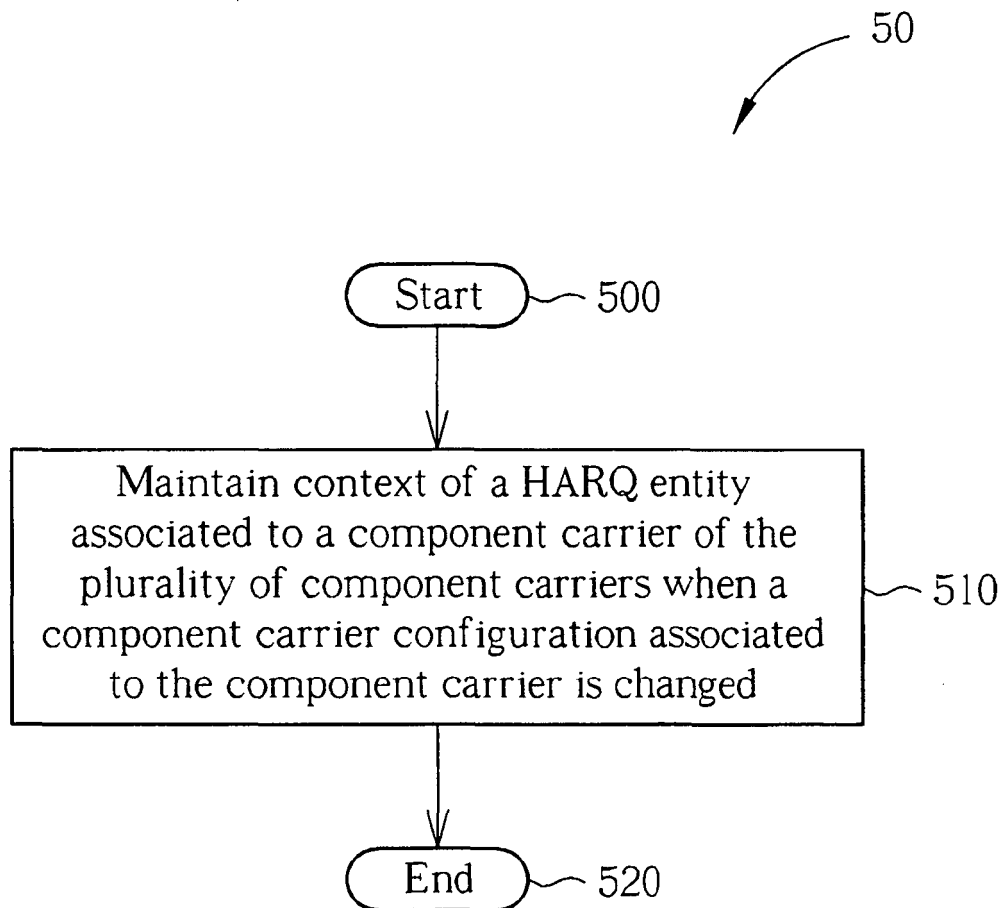 50
Start
500
Maintain context of a HARQ entity
associated to a component carrier of the
plurality of component carriers when a
component carrier configuration associated
to the component carrier is changed
510
End
520